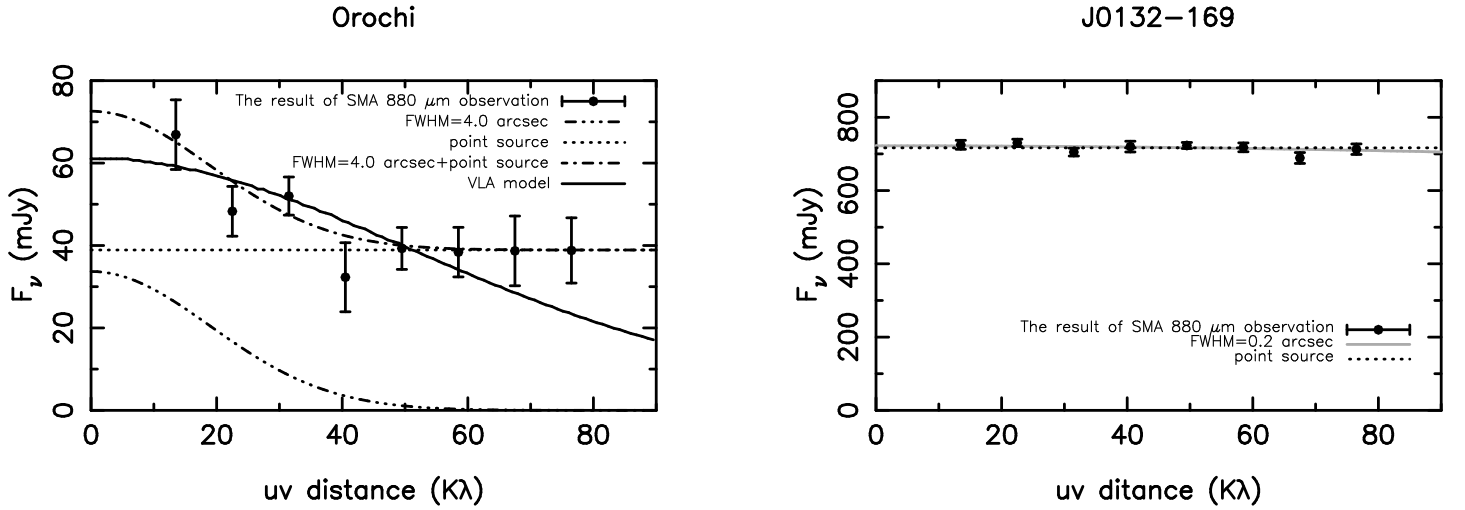 Orochi
80
60
40
20
0
Fν (mJy)
The result of SMA 880 μm observation
FWHM=4.0 arcsec
point source
FWHM=4.0 arcsec+point source
VLA model
0 20 40 60 80
uv distance (Kλ)
J0132−169
800
600
400
200
0
Fν (mJy)
The result of SMA 880 μm observation
FWHM=0.2 arcsec
point source
0 20 40 60 80
uv ditance (Kλ)